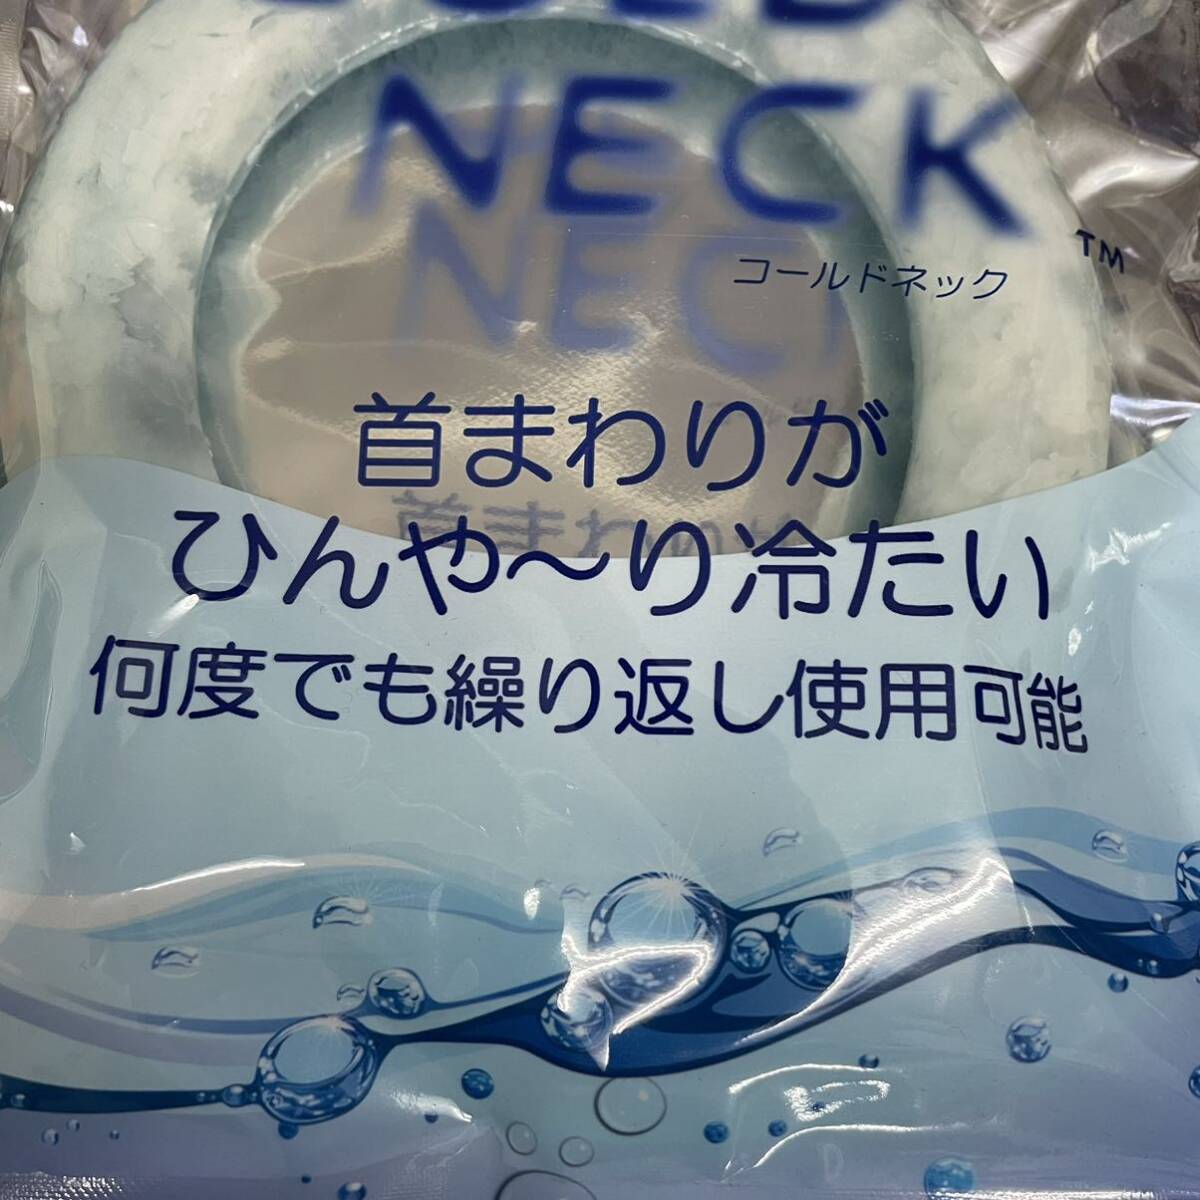 NECK
TM
コールドネック
首まわりが
ひんや〜り冷たい
何度でも繰り返し使用可能